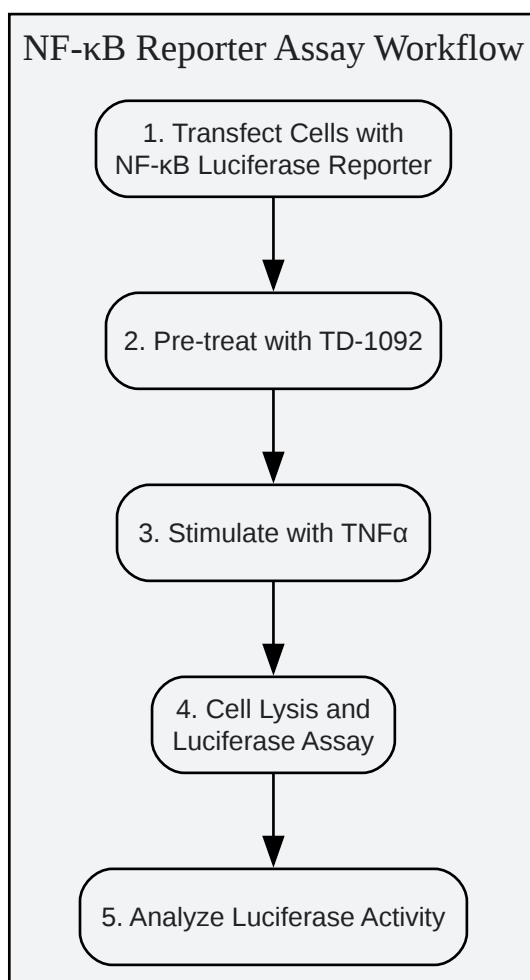 NF-κB Reporter Assay Workflow
1. Transfect Cells with
NF-κB Luciferase Reporter
2. Pre-treat with TD-1092
3. Stimulate with TNFα
4. Cell Lysis and
Luciferase Assay
5. Analyze Luciferase Activity